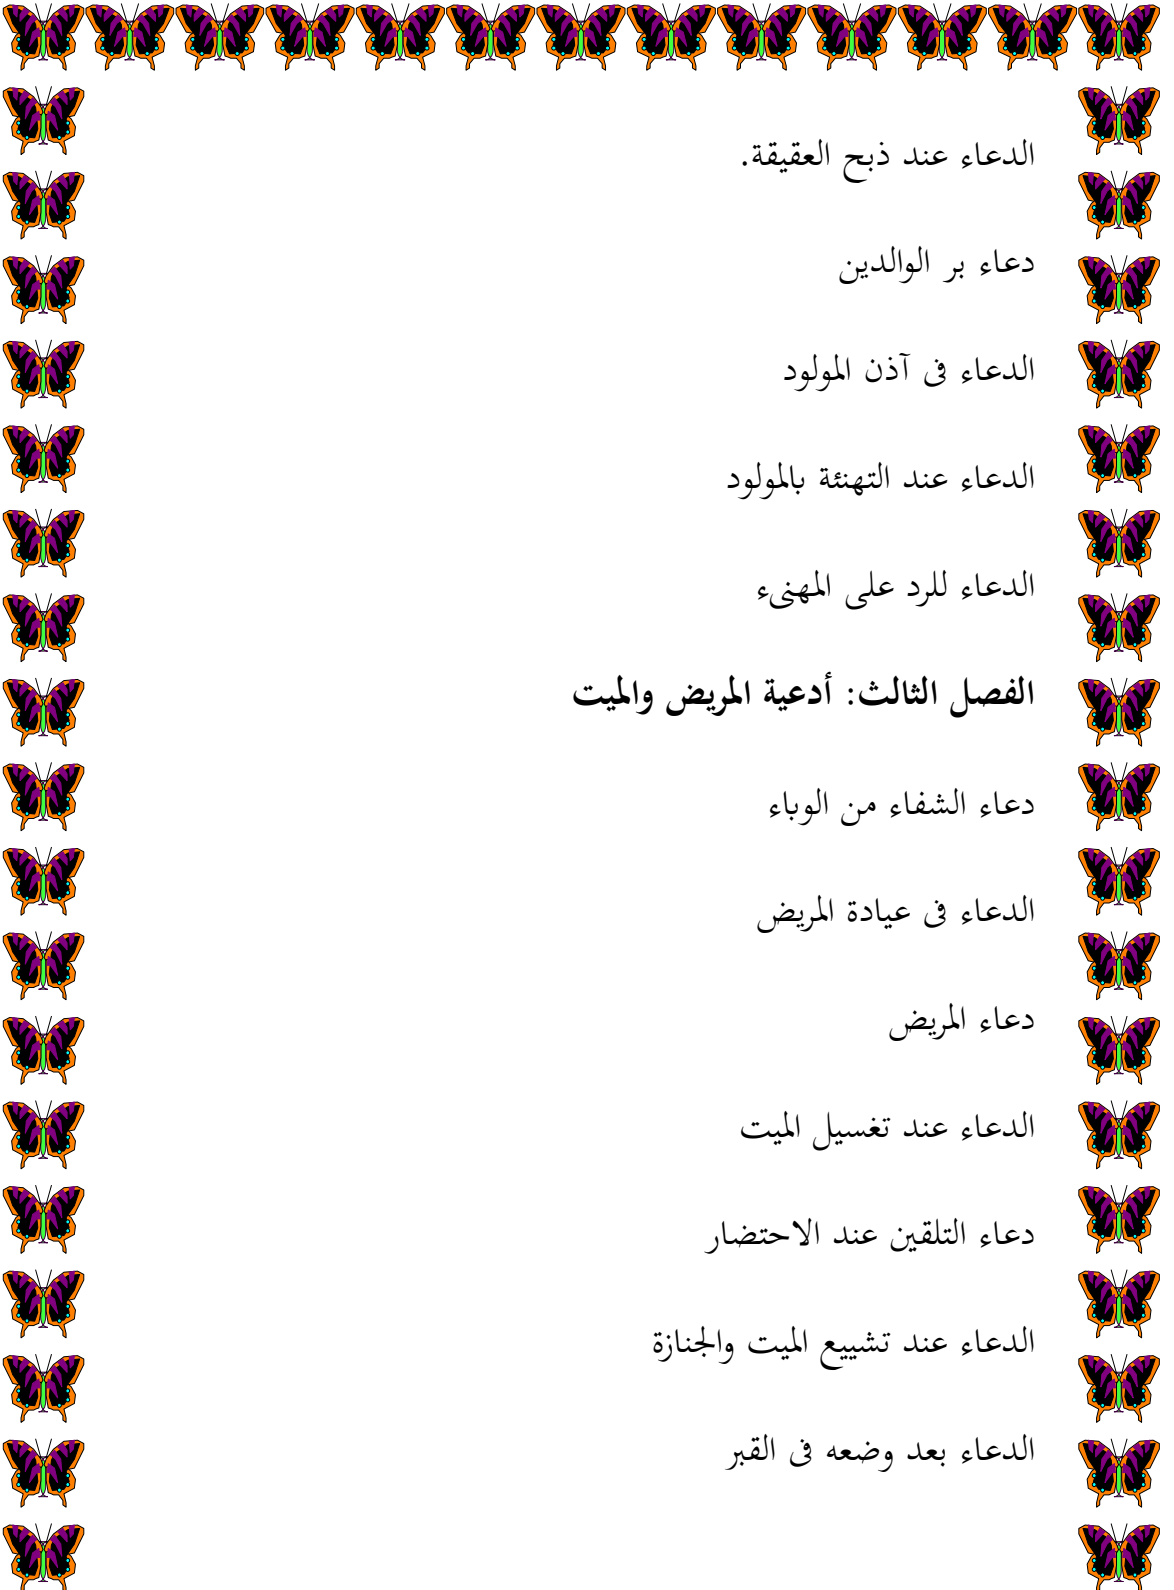 الدعاء عند ذبح العقيقة.
دعاء بر الوالدين
الدعاء فى آذن المولود
الدعاء عند التهنئة بالمولود
الدعاء للرد على المهنىء
الفصل الثالث: أدعية المريض والميت
دعاء الشفاء من الوباء
الدعاء فى عيادة المريض
دعاء المريض
الدعاء عند تغسيل الميت
دعاء التلقين عند الاحتضار
الدعاء عند تشييع الميت والجنازة
الدعاء بعد وضعه فى القبر